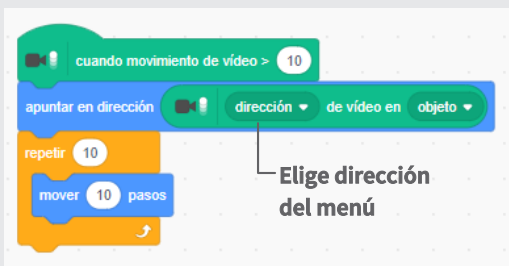 cuando movimiento de vídeo > 10
apuntar en dirección dirección de vídeo en objeto
repetir 10
mover 10 pasos
Elige dirección
del menú